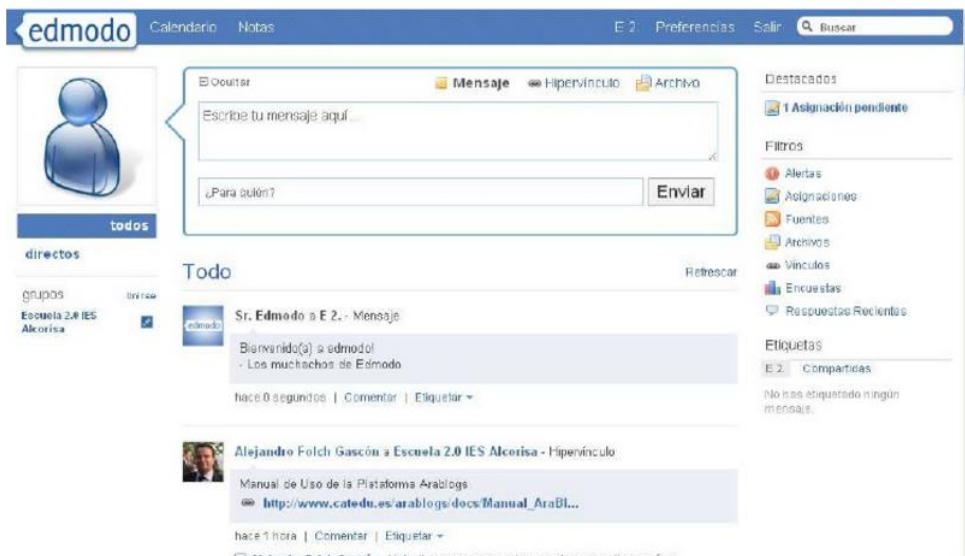 edmodo
Calendario Notas E 2. Preferencias Salir Buscar
Ocultar Mensaje Hipervínculo Archivo
Escribe tu mensaje aquí...
¿Para quién?
Enviar
todos
directos
grupos Unirse
Escuela 2.0 IES
Alcorisa
Todo Refrescar
edmodo
Sr. Edmodo a E 2. - Mensaje
Bienvenido(a) a edmodo!
- Los muchachos de Edmodo
hace 0 segundos | Comentar | Etiquetar
Alejandro Folch Gascón a Escuela 2.0 IES Alcorisa - Hipervínculo
Manual de Uso de la Plataforma Arablogs
http://www.catedu.es/arablogs/docs/Manual_AraBl...
hace 1 hora | Comentar | Etiquetar
Destacados
1 Asignación pendiente
Filtros
Alertas
Asignaciones
Fuentes
Archivos
Vínculos
Encuestas
Respuestas Recientes
Etiquetas
E 2. Compartidas
No has etiquetado ningún
mensaje.